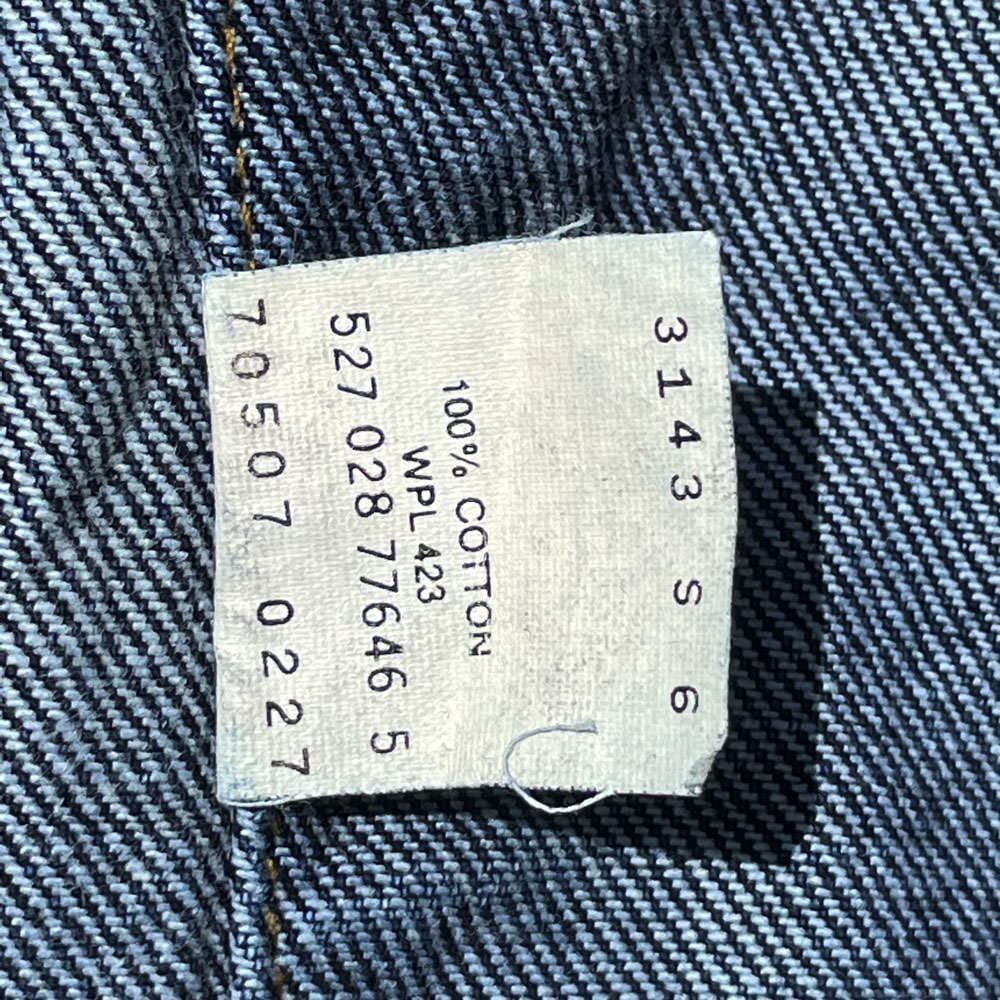 3143 S 6
100% COTTON
WPL 423
527 028 77646 5
70507 0227